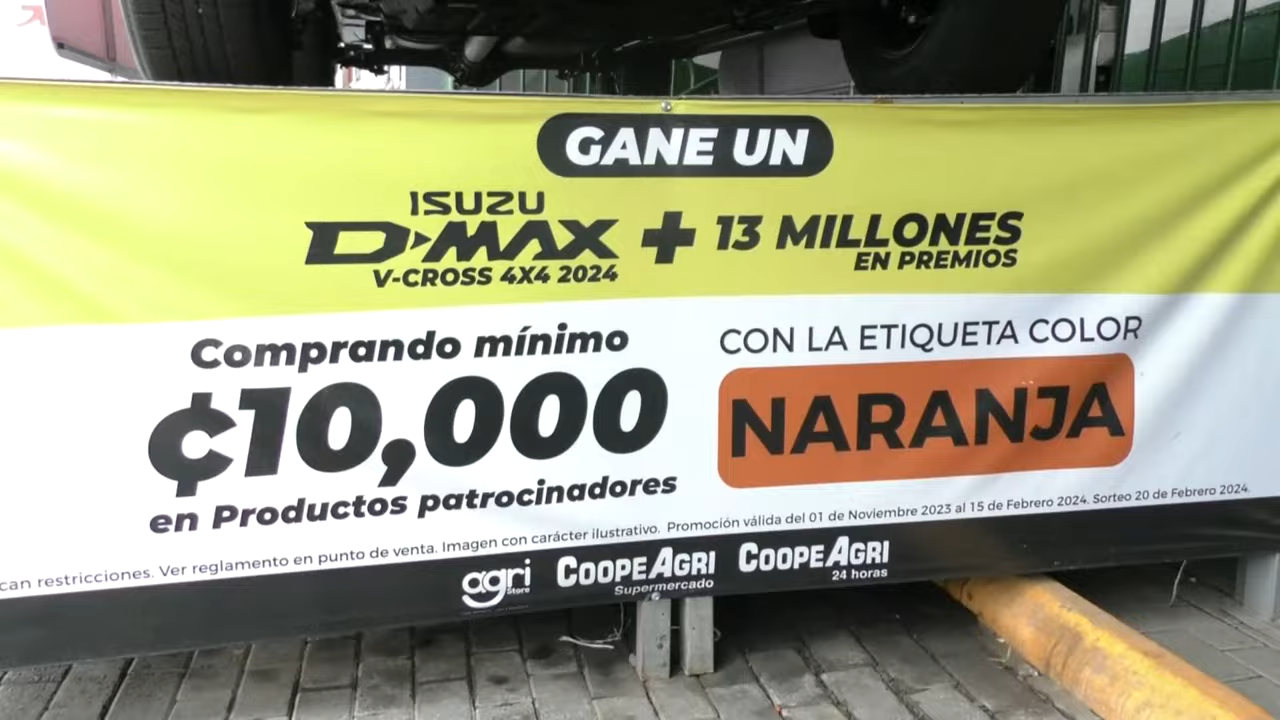 GANE UN
ISUZU
D-MAX
V-CROSS 4X4 2024
+ 13 MILLONES
EN PREMIOS
Comprando mínimo
¢10,000
en Productos patrocinadores
CON LA ETIQUETA COLOR
NARANJA
can restricciones. Ver reglamento en punto de venta. Imagen con carácter ilustrativo. Promoción válida del 01 de Noviembre 2023 al 15 de Febrero 2024. Sorteo 20 de Febrero 2024.
agri
Store
COOPEAGRI
Supermercado
COOPEAGRI
24 horas